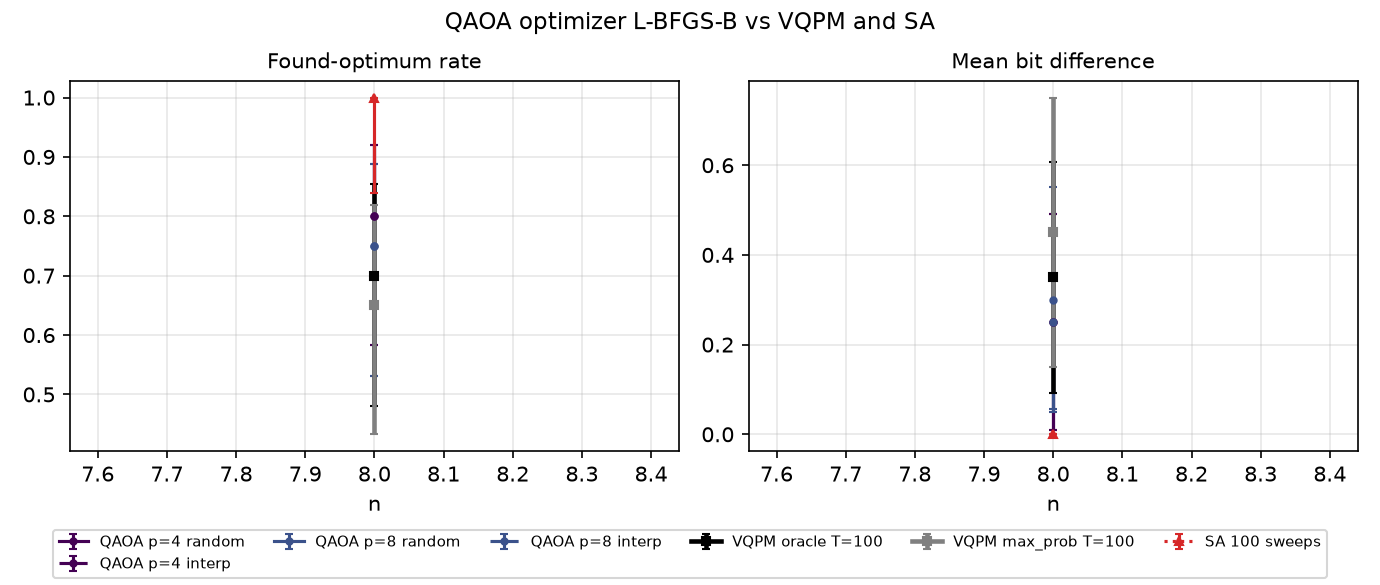 QAOA optimizer L-BFGS-B vs VQPM and SA
Found-optimum rate
1.0
0.9
0.8
0.7
0.6
0.5
7.6 7.7 7.8 7.9 8.0 8.1 8.2 8.3 8.4
n
Mean bit difference
0.6
0.4
0.2
0.0
7.6 7.7 7.8 7.9 8.0 8.1 8.2 8.3 8.4
n
QAOA p=4 random QAOA p=8 random QAOA p=8 interp VQPM oracle T=100 VQPM max_prob T=100 SA 100 sweeps
QAOA p=4 interp